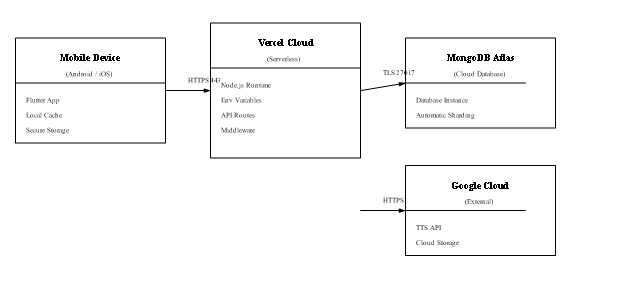 Mobile Device
(Android / iOS)
Flutter App
Local Cache
Secure Storage
HTTPS 443
Vercel Cloud
(Serverless)
Node.js Runtime
Env Variables
API Routes
Middleware
TLS 27017
MongoDB Atlas
(Cloud Database)
Database Instance
Automatic Sharding
HTTPS
Google Cloud
(External)
TTS API
Cloud Storage